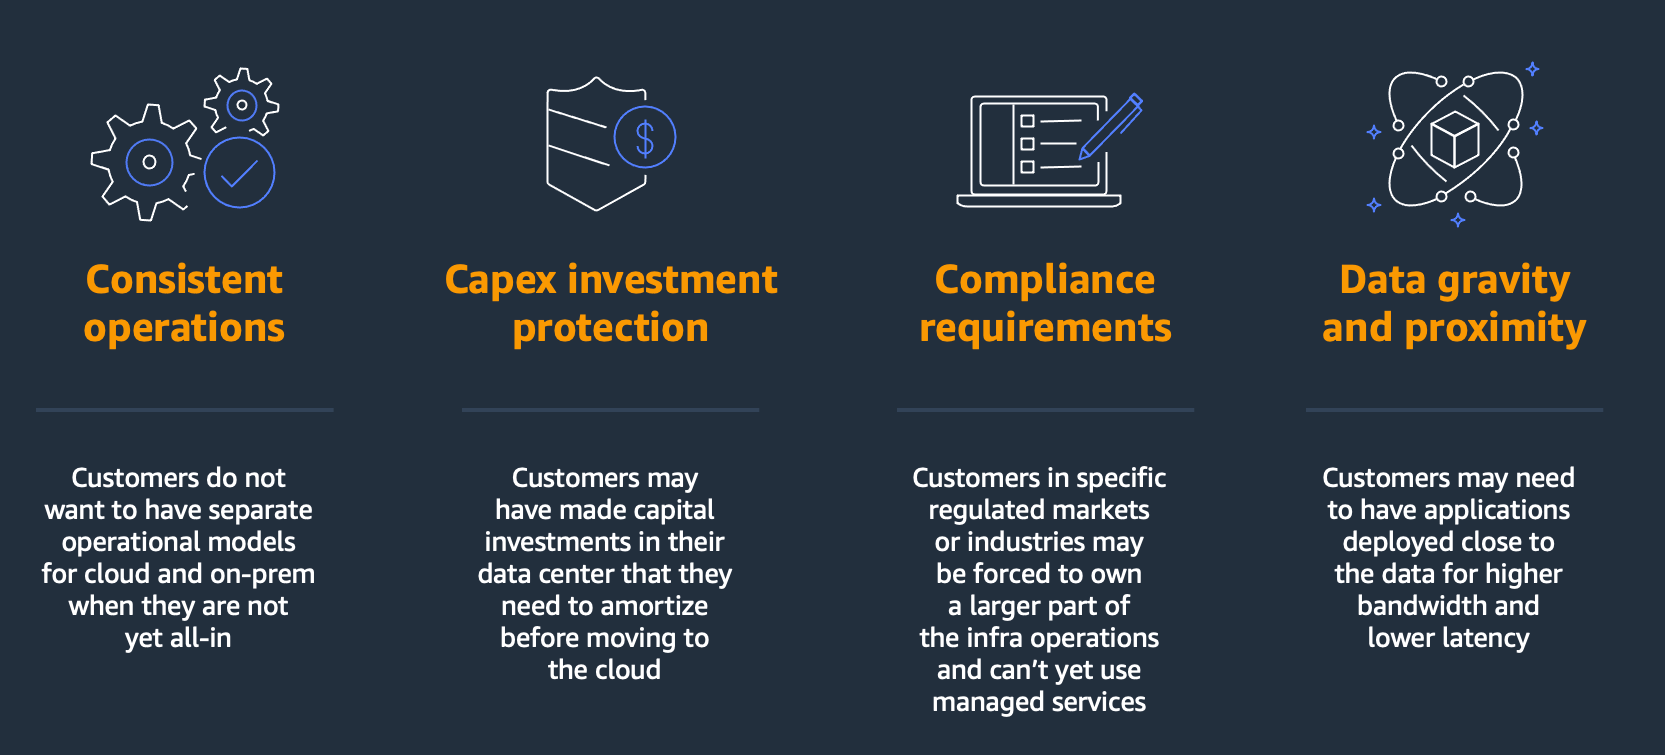 Consistent
operations
Customers do not
want to have separate
operational models
for cloud and on-prem
when they are not
yet all-in
Capex investment
protection
$
Customers may
have made capital
investments in their
data center that they
need to amortize
before moving to
the cloud
Compliance
requirements
Customers in specific
regulated markets
or industries may
be forced to own
a larger part of
the infra operations
and can’t yet use
managed services
Data gravity
and proximity
Customers may need
to have applications
deployed close to
the data for higher
bandwidth and
lower latency